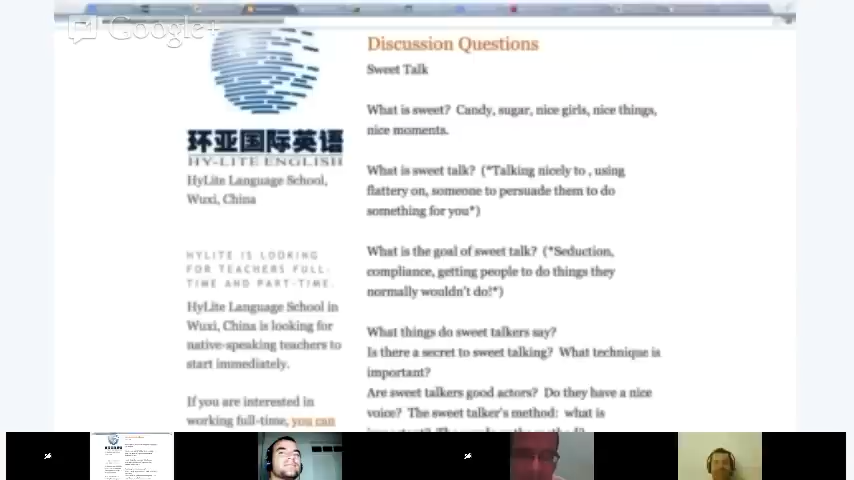 Google+
环亚国际英语
HY-LITE ENGLISH
HyLite Language School,
Wuxi, China
HYLITE IS LOOKING
FOR TEACHERS FULL-
TIME AND PART-TIME.
HyLite Language School in
Wuxi, China is looking for
native-speaking teachers to
start immediately.
If you are interested in
working full-time, you can
Discussion Questions
Sweet Talk
What is sweet? Candy, sugar, nice girls, nice things,
nice moments.
What is sweet talk? (*Talking nicely to , using
flattery on, someone to persuade them to do
something for you*)
What is the goal of sweet talk? (*Seduction,
compliance, getting people to do things they
normally wouldn't do!*)
What things do sweet talkers say?
Is there a secret to sweet talking? What technique is
important?
Are sweet talkers good actors? Do they have a nice
voice? The sweet talker's method: what is